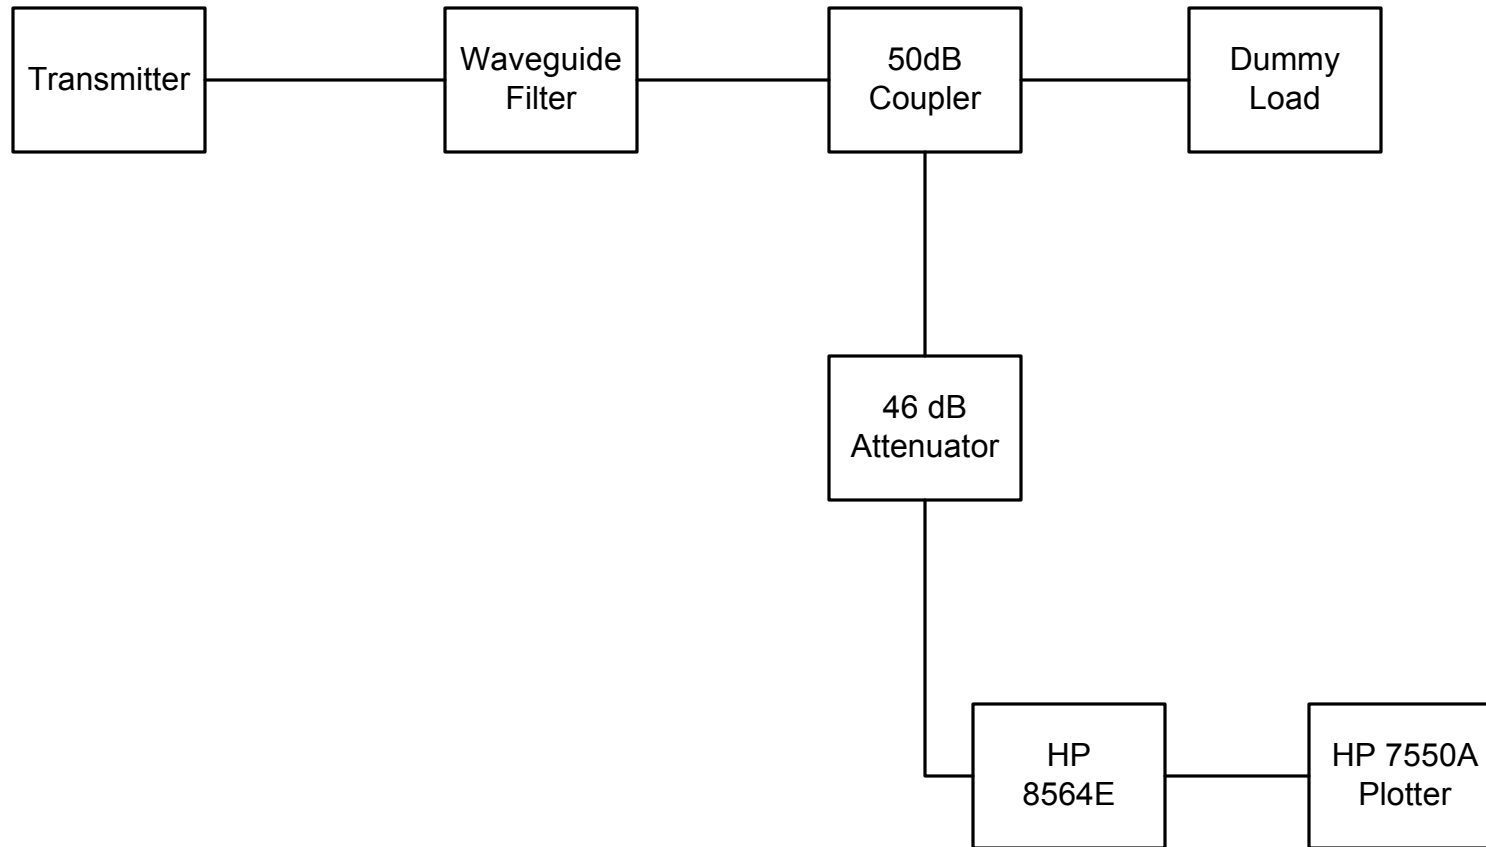 Transmitter
Waveguide
Filter
50dB
Coupler
Dummy
Load
46 dB
Attenuator
HP
8564E
HP 7550A
Plotter